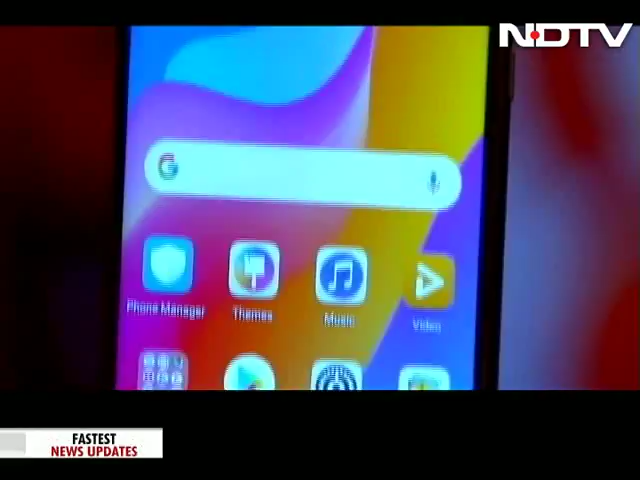 NDTV
G
Phone Manager
Themes
Music
Video
FASTEST
NEWS UPDATES